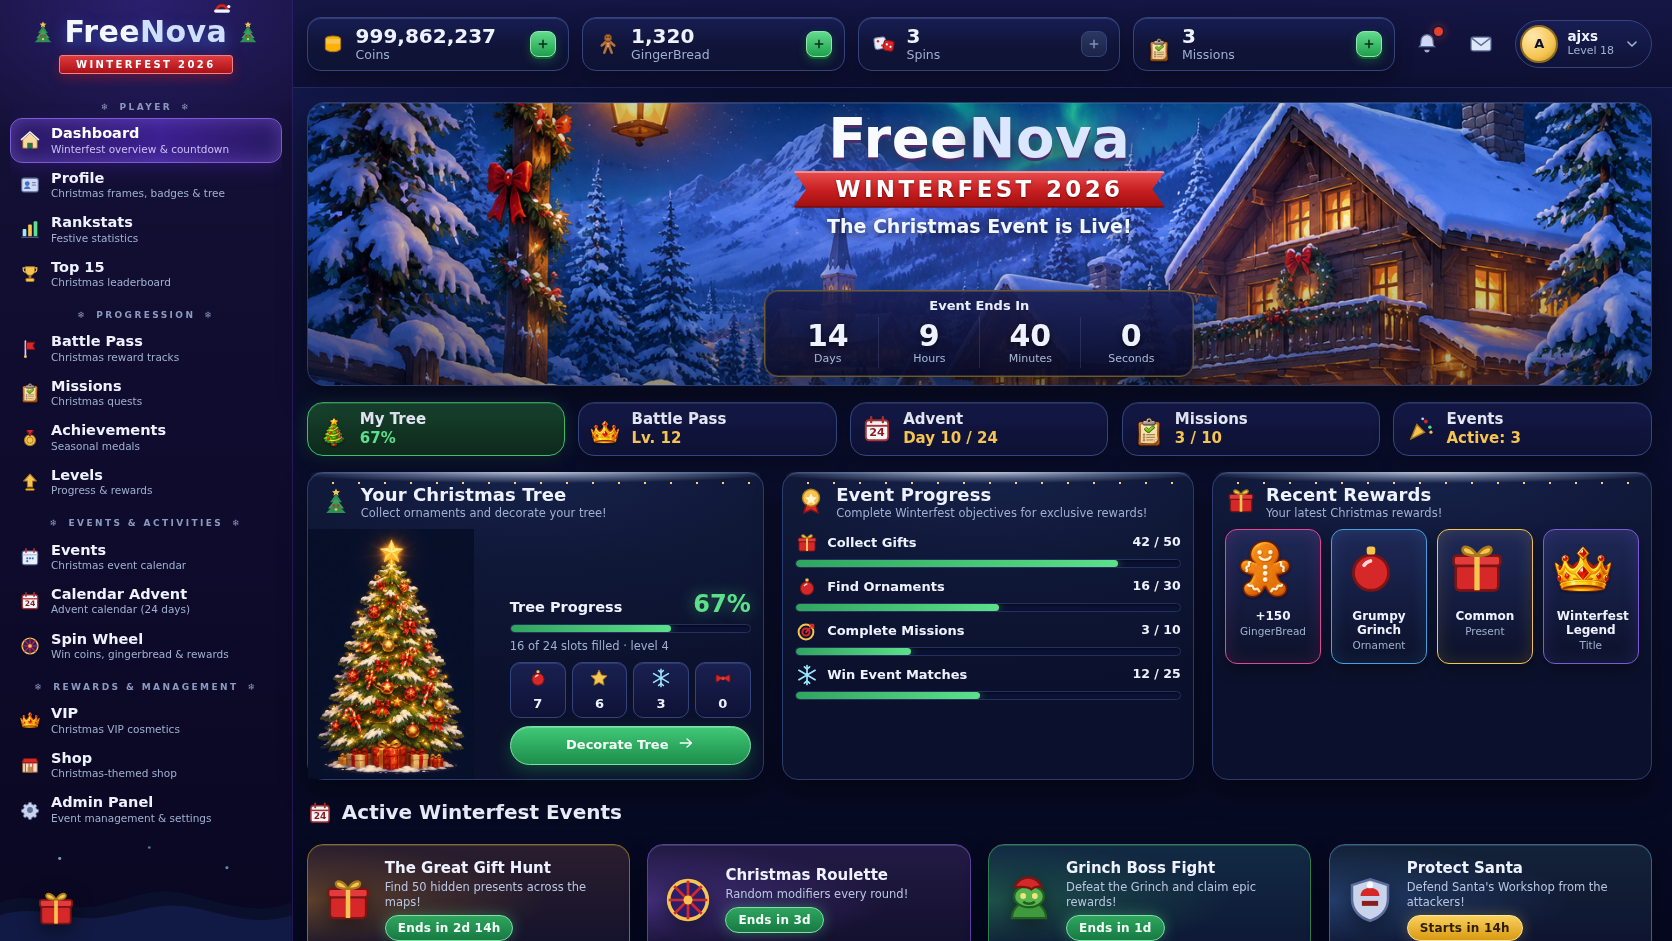 FreeNova
WINTERFEST 2026
PLAYER
Dashboard
Winterfest overview & countdown
Profile
Christmas frames, badges & tree
Rankstats
Festive statistics
Top 15
Christmas leaderboard
PROGRESSION
Battle Pass
Christmas reward tracks
Missions
Christmas quests
Achievements
Seasonal medals
Levels
Progress & rewards
EVENTS & ACTIVITIES
Events
Christmas event calendar
24
Calendar Advent
Advent calendar (24 days)
Spin Wheel
Win coins, gingerbread & rewards
REWARDS & MANAGEMENT
VIP
Christmas VIP cosmetics
Shop
Christmas-themed shop
Admin Panel
Event management & settings
999,862,237
Coins
+
1,320
GingerBread
+
3
Spins
+
3
Missions
+
A
ajxs
Level 18
FreeNova
WINTERFEST 2026
The Christmas Event is Live!
Event Ends In
14 9 40 0
Days Hours Minutes Seconds
My Tree
67%
Battle Pass
Lv. 12
24
Advent
Day 10 / 24
Missions
3 / 10
Events
Active: 3
Your Christmas Tree
Collect ornaments and decorate your tree!
Tree Progress 67%
16 of 24 slots filled · level 4
7 6 3 0
Decorate Tree →
Event Progress
Complete Winterfest objectives for exclusive rewards!
Collect Gifts 42 / 50
Find Ornaments 16 / 30
Complete Missions 3 / 10
Win Event Matches 12 / 25
Recent Rewards
Your latest Christmas rewards!
+150
GingerBread
Grumpy
Grinch
Ornament
Common
Present
Winterfest
Legend
Title
24
Active Winterfest Events
The Great Gift Hunt
Find 50 hidden presents across the
maps!
Ends in 2d 14h
Christmas Roulette
Random modifiers every round!
Ends in 3d
Grinch Boss Fight
Defeat the Grinch and claim epic
rewards!
Ends in 1d
Protect Santa
Defend Santa's Workshop from the
attackers!
Starts in 14h